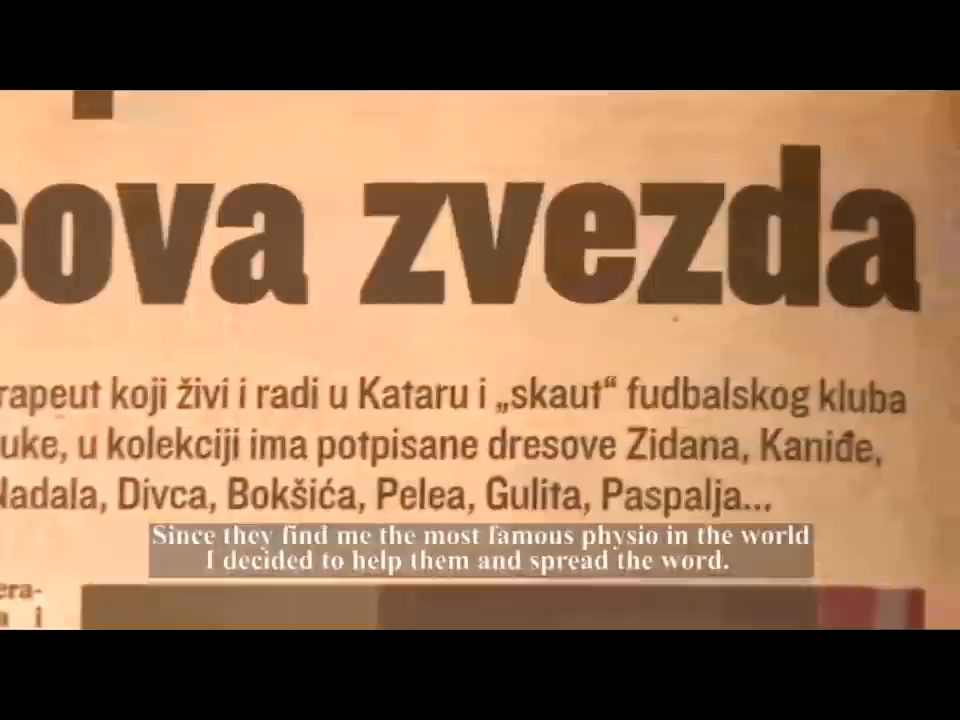 sova zvezda
rapeut koji živi i radi u Kataru i „skaut“ fudbalskog kluba
uke, u kolekciji ima potpisane dresove Zidana, Kaniđe,
Nadala, Divca, Bokšića, Pelea, Gulita, Paspalja...
Since they find me the most famous physio in the world
I decided to help them and spread the word.
era-
a i